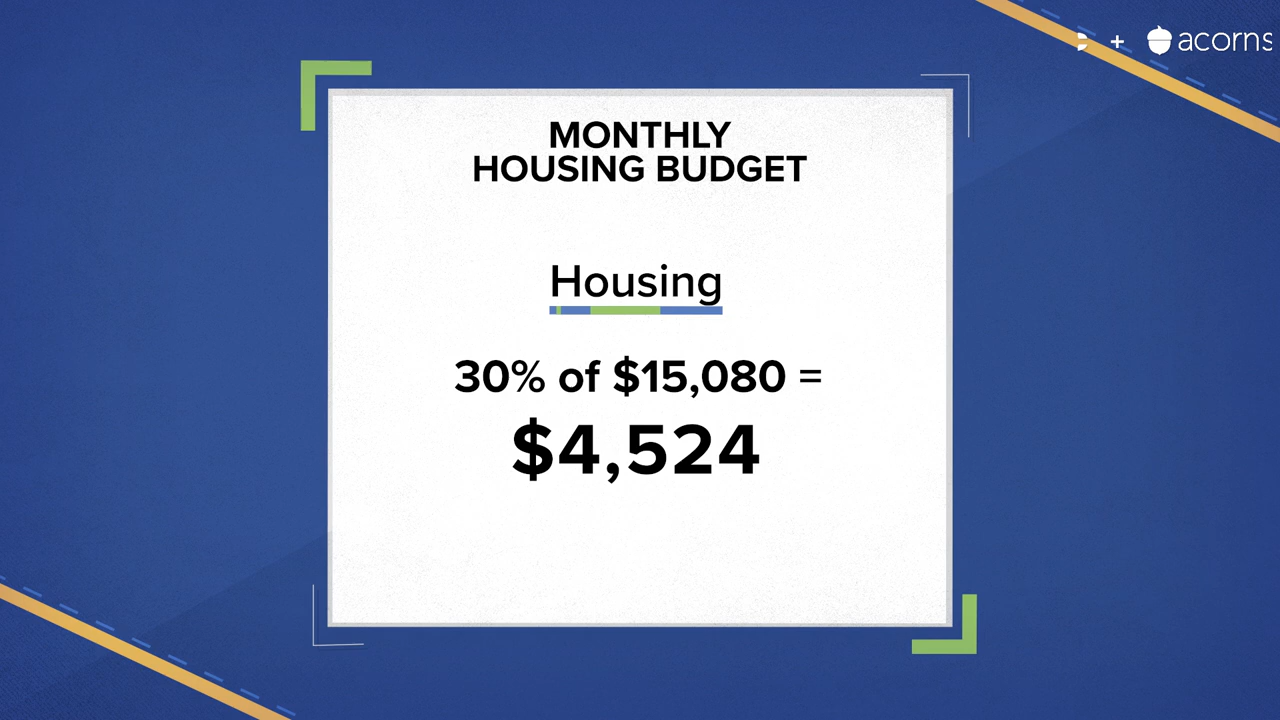 + acorns
MONTHLY
HOUSING BUDGET
Housing
30% of $15,080 =
$4,524